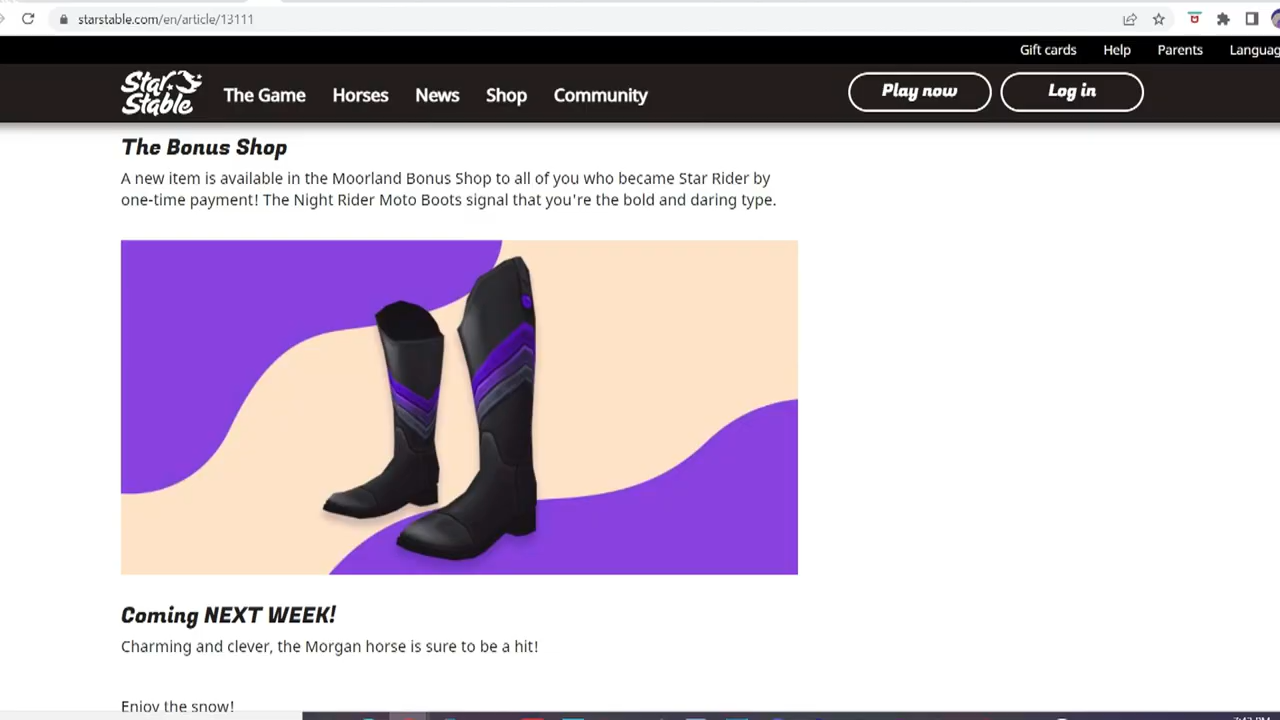 starstable.com/en/article/13111
Gift cards Help Parents Languag
Star Stable
The Game Horses News Shop Community
Play now Log in
The Bonus Shop
A new item is available in the Moorland Bonus Shop to all of you who became Star Rider by
one-time payment! The Night Rider Moto Boots signal that you're the bold and daring type.
Coming NEXT WEEK!
Charming and clever, the Morgan horse is sure to be a hit!
Enjoy the snow!